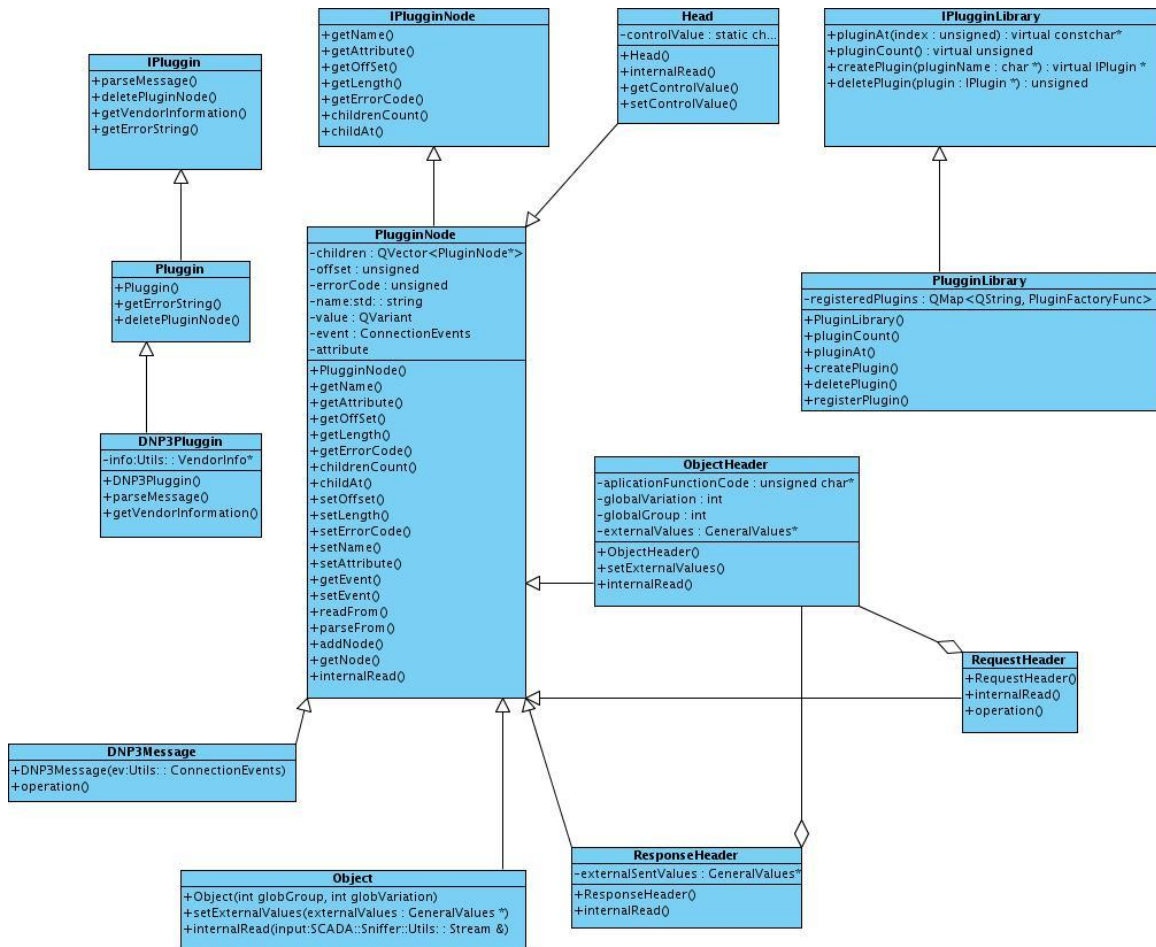 IPluggin
+parseMessage()
+deletePluginNode()
+getVendorInformation()
+getErrorString()
IPlugginNode
+getName()
+getAttribute()
+getOffSet()
+getLength()
+getErrorCode()
+childrenCount()
+childAt()
Head
-controlValue : static ch...
+Head()
+internalRead()
+getControlValue()
+setControlValue()
IPlugginLibrary
+pluginAt(index : unsigned) : virtual constchar*
+pluginCount() : virtual unsigned
+createPlugin(pluginName : char *) : virtual IPlugin *
+deletePlugin(plugin : IPlugin *) : unsigned
Pluggin
+Pluggin()
+getErrorString()
+deletePluginNode()
PlugginNode
-children : QVector<PluginNode*>
-offset : unsigned
-errorCode : unsigned
-name:std: : string
-value : QVariant
-event : ConnectionEvents
-attribute
+PlugginNode()
+getName()
+getAttribute()
+getOffSet()
+getLength()
+getErrorCode()
+childrenCount()
+childAt()
+setOffset()
+setLength()
+setErrorCode()
+setName()
+setAttribute()
+getEvent()
+setEvent()
+readFrom()
+parseFrom()
+addNode()
+getNode()
+internalRead()
PlugginLibrary
-registeredPlugins : QMap<QString, PluginFactoryFunc>
+PluginLibrary()
+pluginCount()
+pluginAt()
+createPlugin()
+deletePlugin()
+registerPlugin()
DNP3Pluggin
-info:Utils: : VendorInfo*
+DNP3Pluggin()
+parseMessage()
+getVendorInformation()
ObjectHeader
-aplicationFunctionCode : unsigned char*
-globalVariation : int
-globalGroup : int
-externalValues : GeneralValues*
+ObjectHeader()
+setExternalValues()
+internalRead()
RequestHeader
+RequestHeader()
+internalRead()
+operation()
DNP3Message
+DNP3Message(ev:Utils: : ConnectionEvents)
+operation()
ResponseHeader
-externalSentValues : GeneralValues*
+ResponseHeader()
+internalRead()
Object
+Object(int globGroup, int globVariation)
+setExternalValues(externalValues : GeneralValues *)
+internalRead(input:SCADA::Sniffer::Utils: : Stream &)